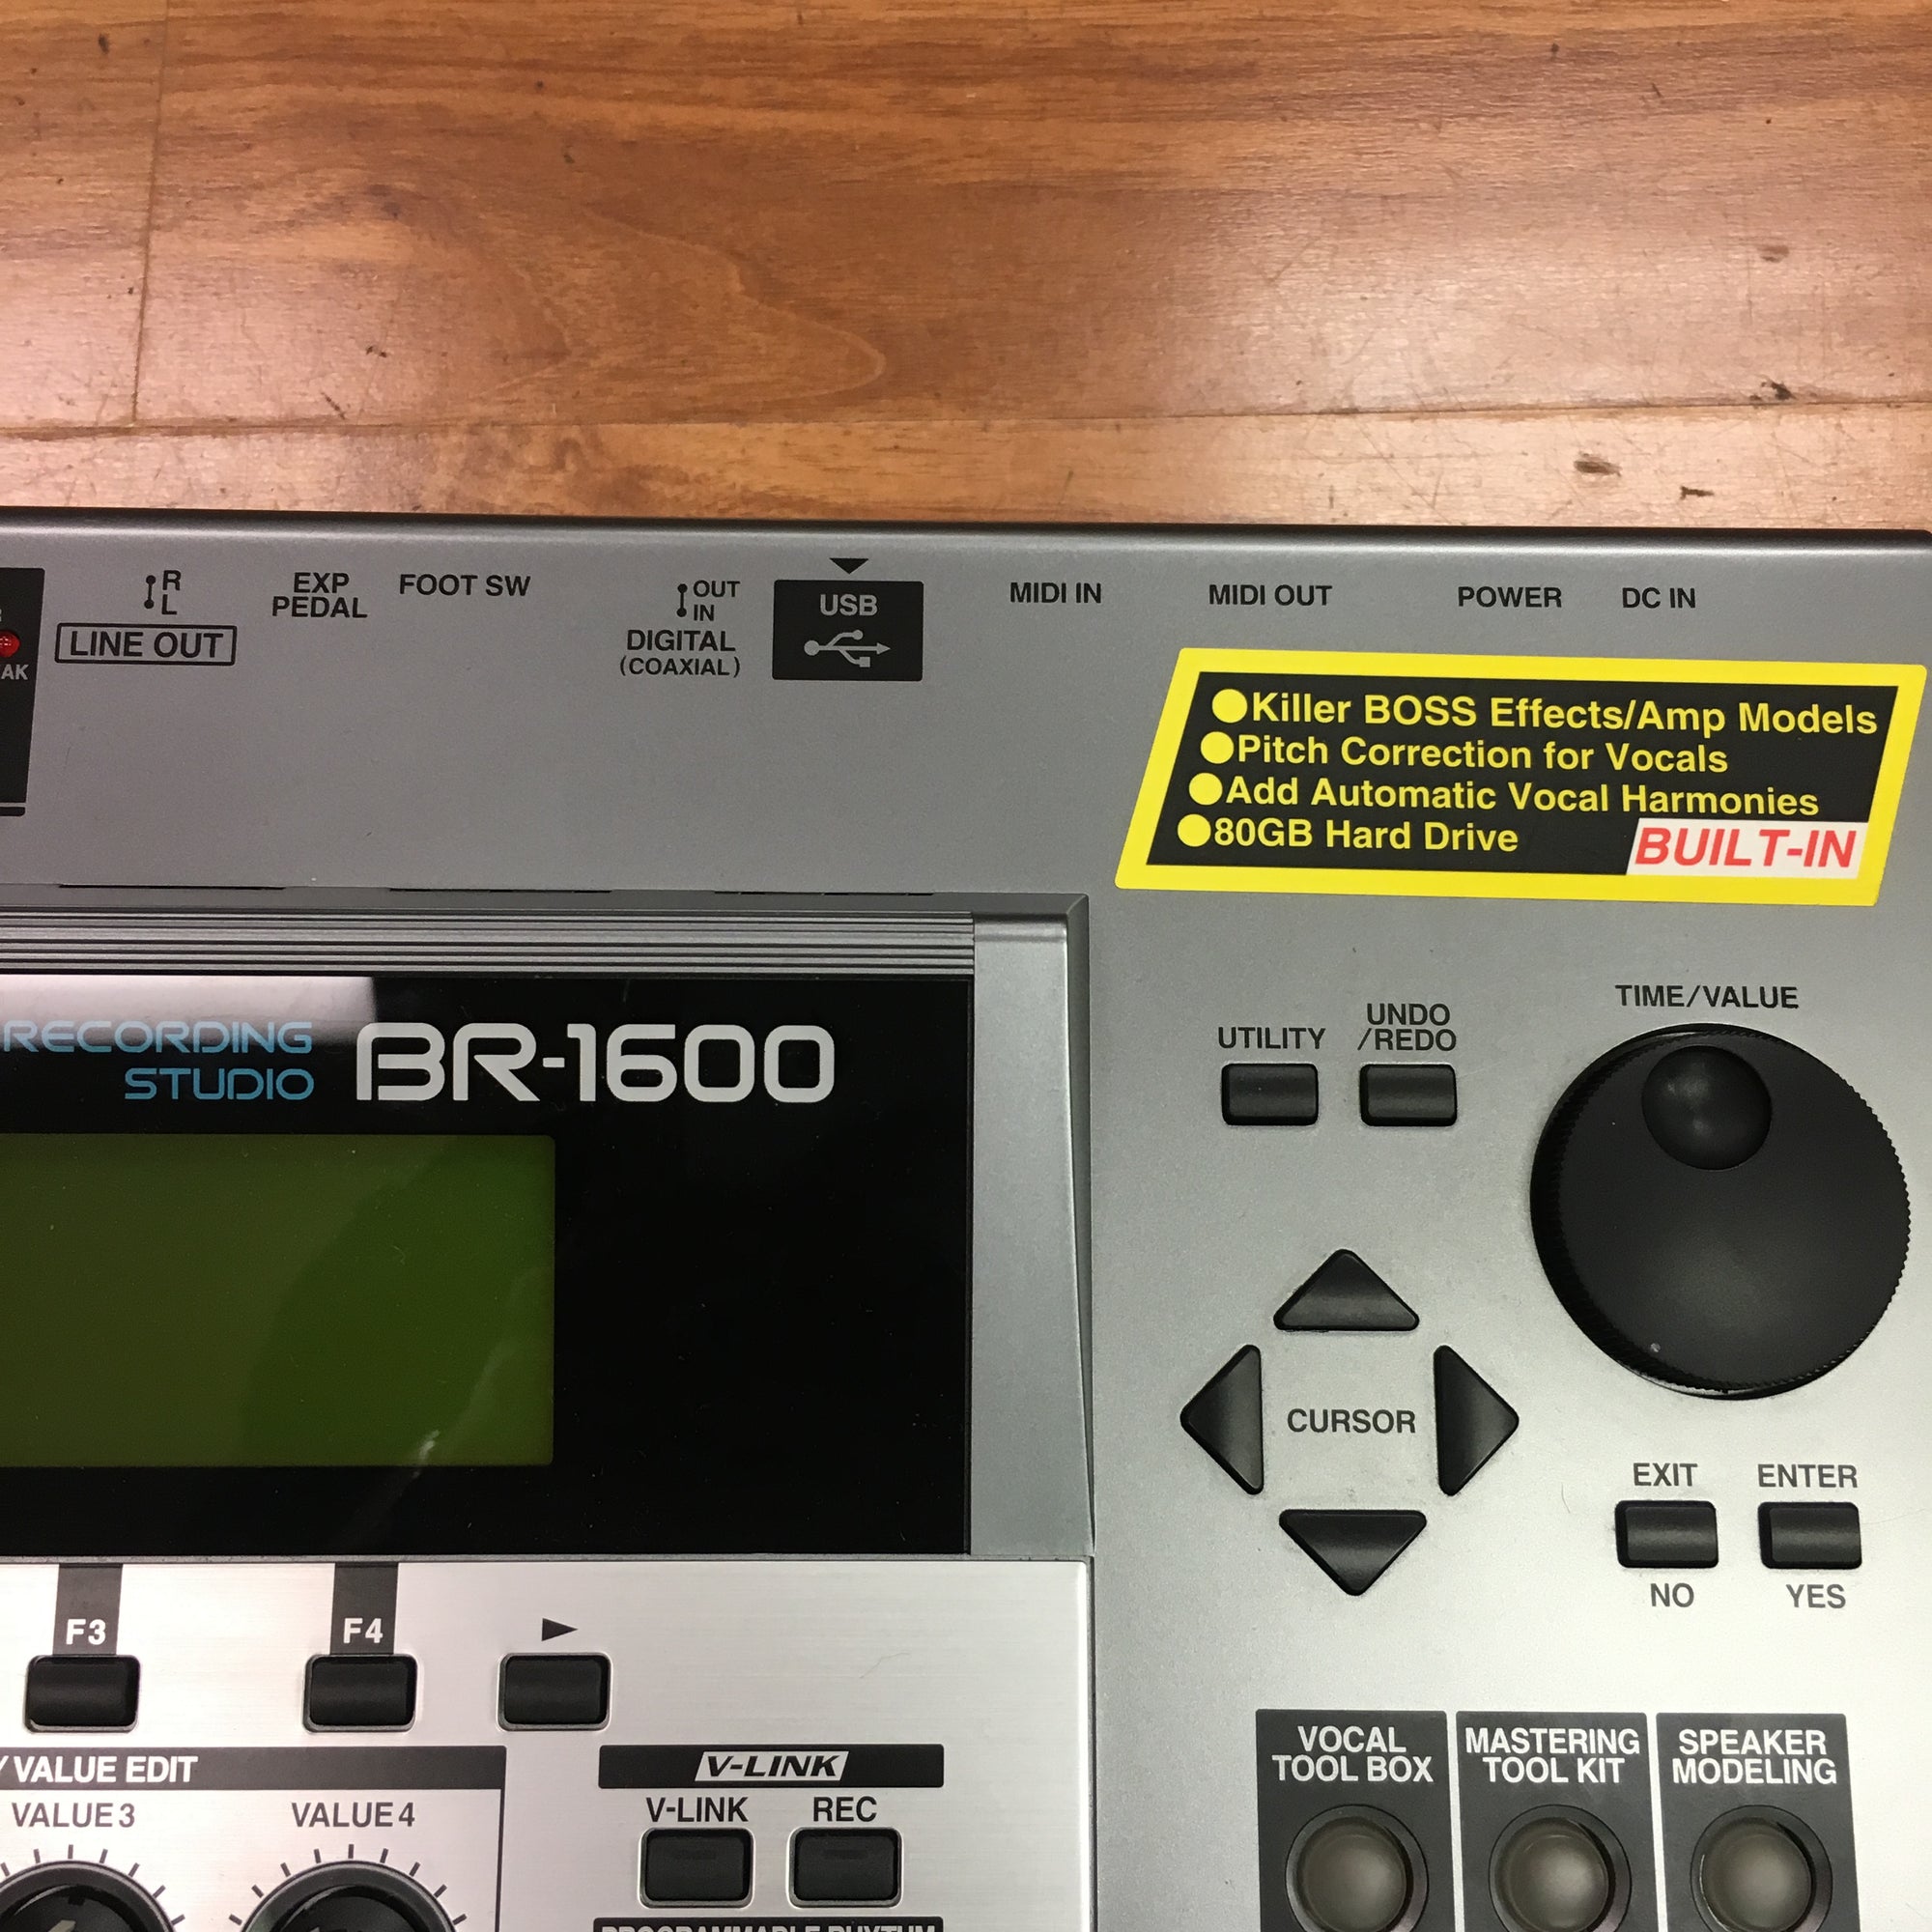 R
L
LINE OUT
EXP
PEDAL
FOOT SW
OUT
IN
DIGITAL
(COAXIAL)
USB
MIDI IN
MIDI OUT
POWER
DC IN
AK
●Killer BOSS Effects/Amp Models
●Pitch Correction for Vocals
●Add Automatic Vocal Harmonies
●80GB Hard Drive
BUILT-IN
RECORDING
STUDIO
BR-1600
UTILITY
UNDO
/REDO
TIME/VALUE
CURSOR
EXIT
ENTER
NO
YES
F3
F4
/ VALUE EDIT
VALUE 3
VALUE 4
V-LINK
V-LINK
REC
PROGRAMMABLE RHYTHM
VOCAL
TOOL BOX
MASTERING
TOOL KIT
SPEAKER
MODELING